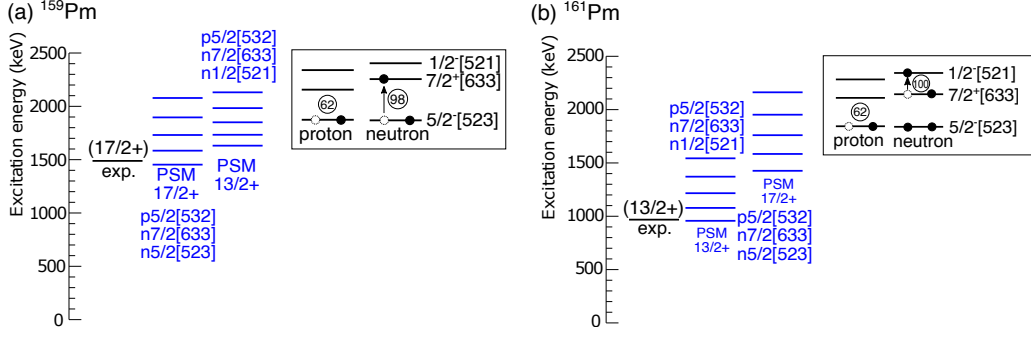 (a) ¹⁵⁹Pm
Excitation energy (keV)
2500
2000
1500
1000
500
0
(17/2+)
exp.
PSM
17/2+
p5/2[532]
n7/2[633]
n5/2[523]
p5/2[532]
n7/2[633]
n1/2[521]
PSM
13/2+
62
98
proton
neutron
1/2⁻[521]
7/2⁺[633]
5/2⁻[523]
(b) ¹⁶¹Pm
Excitation energy (keV)
2500
2000
1500
1000
500
0
(13/2+)
exp.
p5/2[532]
n7/2[633]
n1/2[521]
PSM
13/2+
PSM
17/2+
p5/2[532]
n7/2[633]
n5/2[523]
62
100
proton
neutron
1/2⁻[521]
7/2⁺[633]
5/2⁻[523]